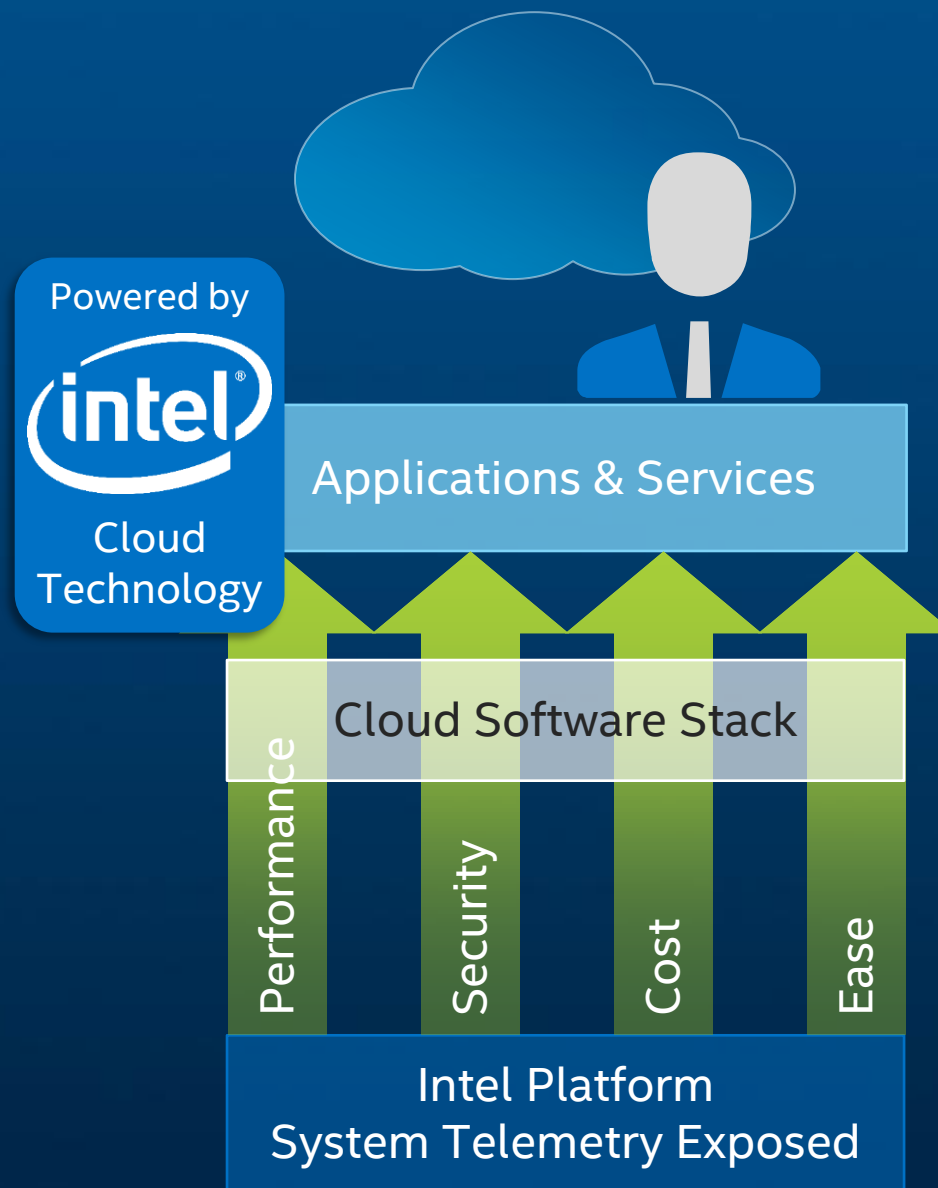 Powered by
intel®
Cloud
Technology
Applications & Services
Cloud Software Stack
Performance
Security
Cost
Ease
Intel Platform
System Telemetry Exposed